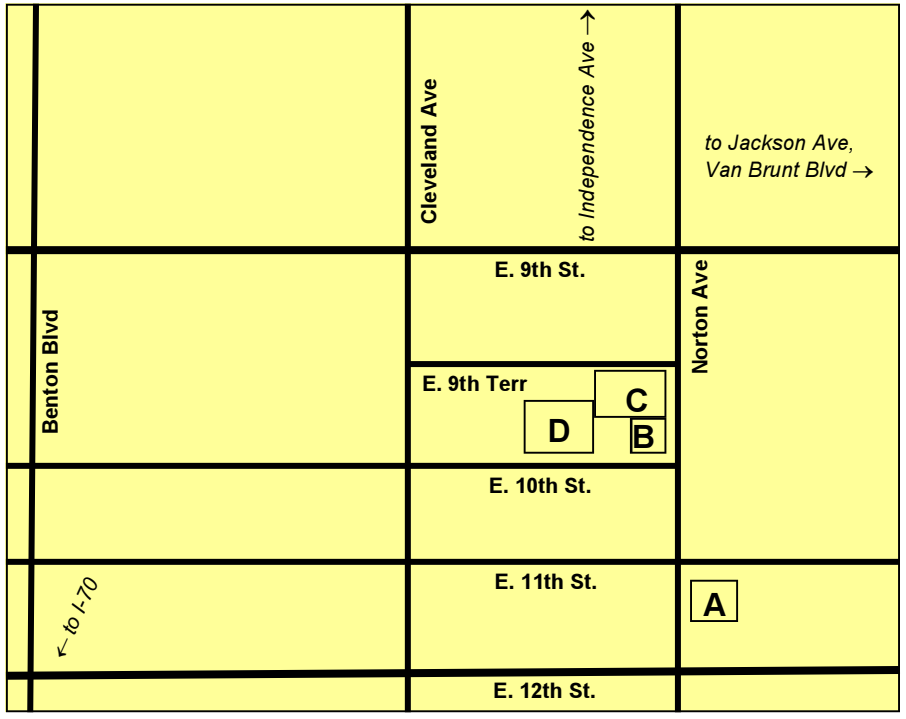 Cleveland Ave
to Independence Ave →
to Jackson Ave,
Van Brunt Blvd →
E. 9th St.
Norton Ave
Benton Blvd
E. 9th Terr
C
D
B
E. 10th St.
E. 11th St.
A
← to I-70
E. 12th St.